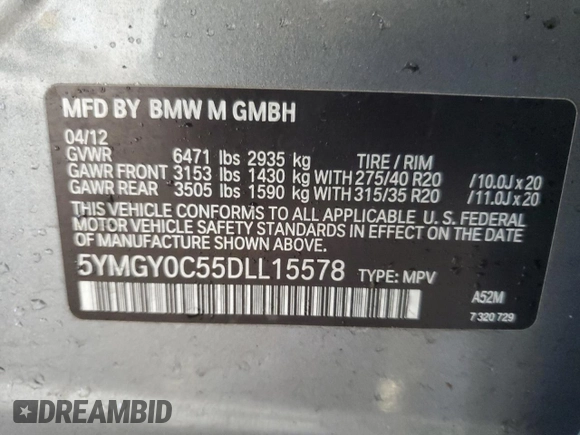 MFD BY BMW M GMBH
04/12
GVWR 6471 lbs 2935 kg TIRE / RIM
GAWR FRONT 3153 lbs 1430 kg WITH 275/40 R20 /10.0J x 20
GAWR REAR 3505 lbs 1590 kg WITH 315/35 R20 /11.0J x 20
THIS VEHICLE CONFORMS TO ALL APPLICABLE U. S. FEDERAL
MOTOR VEHICLE SAFETY STANDARDS IN EFFECT ON THE DATE
OF MANUFACTURE SHOWN ABOVE.
5YMGY0C55DLL15578 TYPE: MPV
A52M
7 320 729
DREAMBID